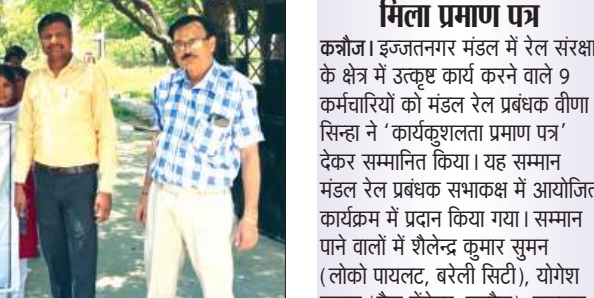 मिला प्रमाण पत्र
कन्नौज। इज्जतनगर मंडल में रेल संरक्षा
के क्षेत्र में उत्कृष्ट कार्य करने वाले 9
कर्मचारियों को मंडल रेल प्रबंधक वीणा
सिन्हा ने ‘कार्यकुशलता प्रमाण पत्र’
देकर सम्मानित किया। यह सम्मान
मंडल रेल प्रबंधक सभाकक्ष में आयोजित
कार्यक्रम में प्रदान किया गया। सम्मान
पाने वालों में शैलेन्द्र कुमार सुमन
(लोको पायलट, बरेली सिटी), योगेश